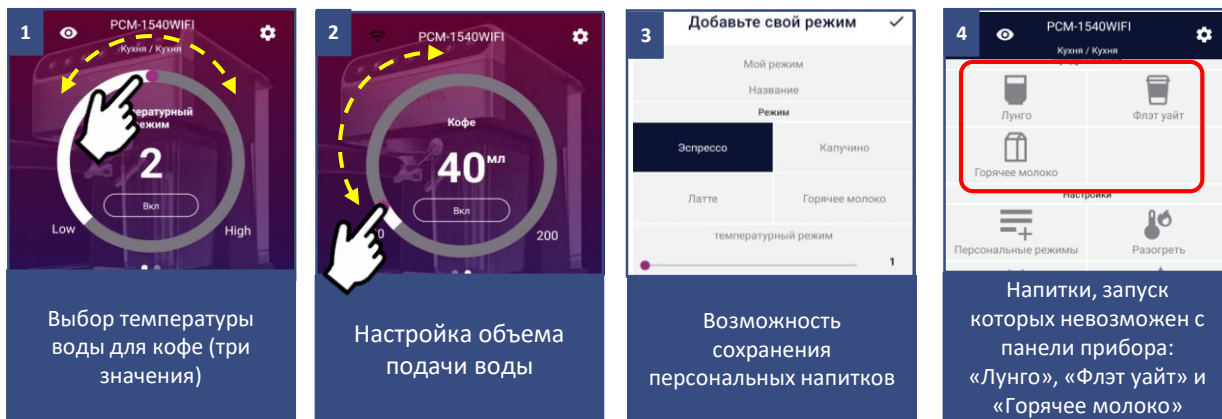 1
PCM-1540WIFI
Кухня / Кухня
2
Вкл
Low
High
Выбор температуры
воды для кофе (три
значения)
2
PCM-1540WIFI
Кофе
40 мл
Вкл
200
Настройка объема
подачи воды
3
Добавьте свой режим
Мой режим
Название
Режим
Эспрессо
Капучино
Латте
Горячее молоко
температурный режим
1
Возможность
сохранения
персональных напитков
4
PCM-1540WIFI
Кухня / Кухня
Лунго
Флэт уайт
Горячее молоко
Настройки
Персональные режимы
Разогреть
Напитки, запуск
которых невозможен с
панели прибора:
«Лунго», «Флэт уайт» и
«Горячее молоко»